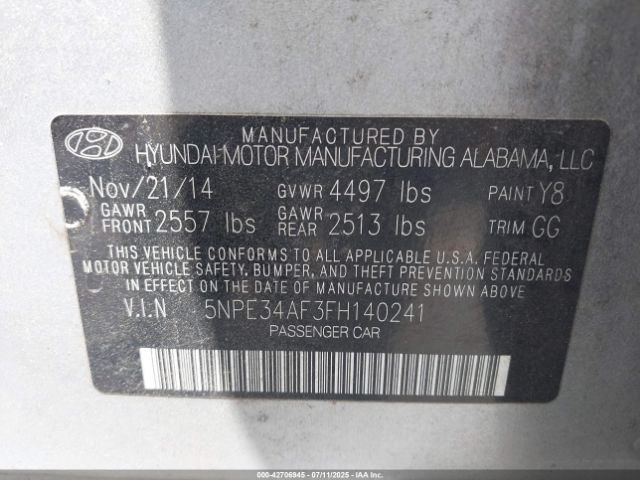 MANUFACTURED BY
HYUNDAI MOTOR MANUFACTURING ALABAMA, LLC
Nov/21/14 GVWR 4497 lbs PAINT Y8
GAWR FRONT 2557 lbs GAWR REAR 2513 lbs TRIM GG
THIS VEHICLE CONFORMS TO ALL APPLICABLE U.S.A. FEDERAL
MOTOR VEHICLE SAFETY, BUMPER, AND THEFT PREVENTION STANDARDS
IN EFFECT ON THE DATE OF MANUFACTURE SHOWN ABOVE.
V.I.N 5NPE34AF3FH140241
PASSENGER CAR
000-42706945 - 07/11/2025 - IAAI.COM